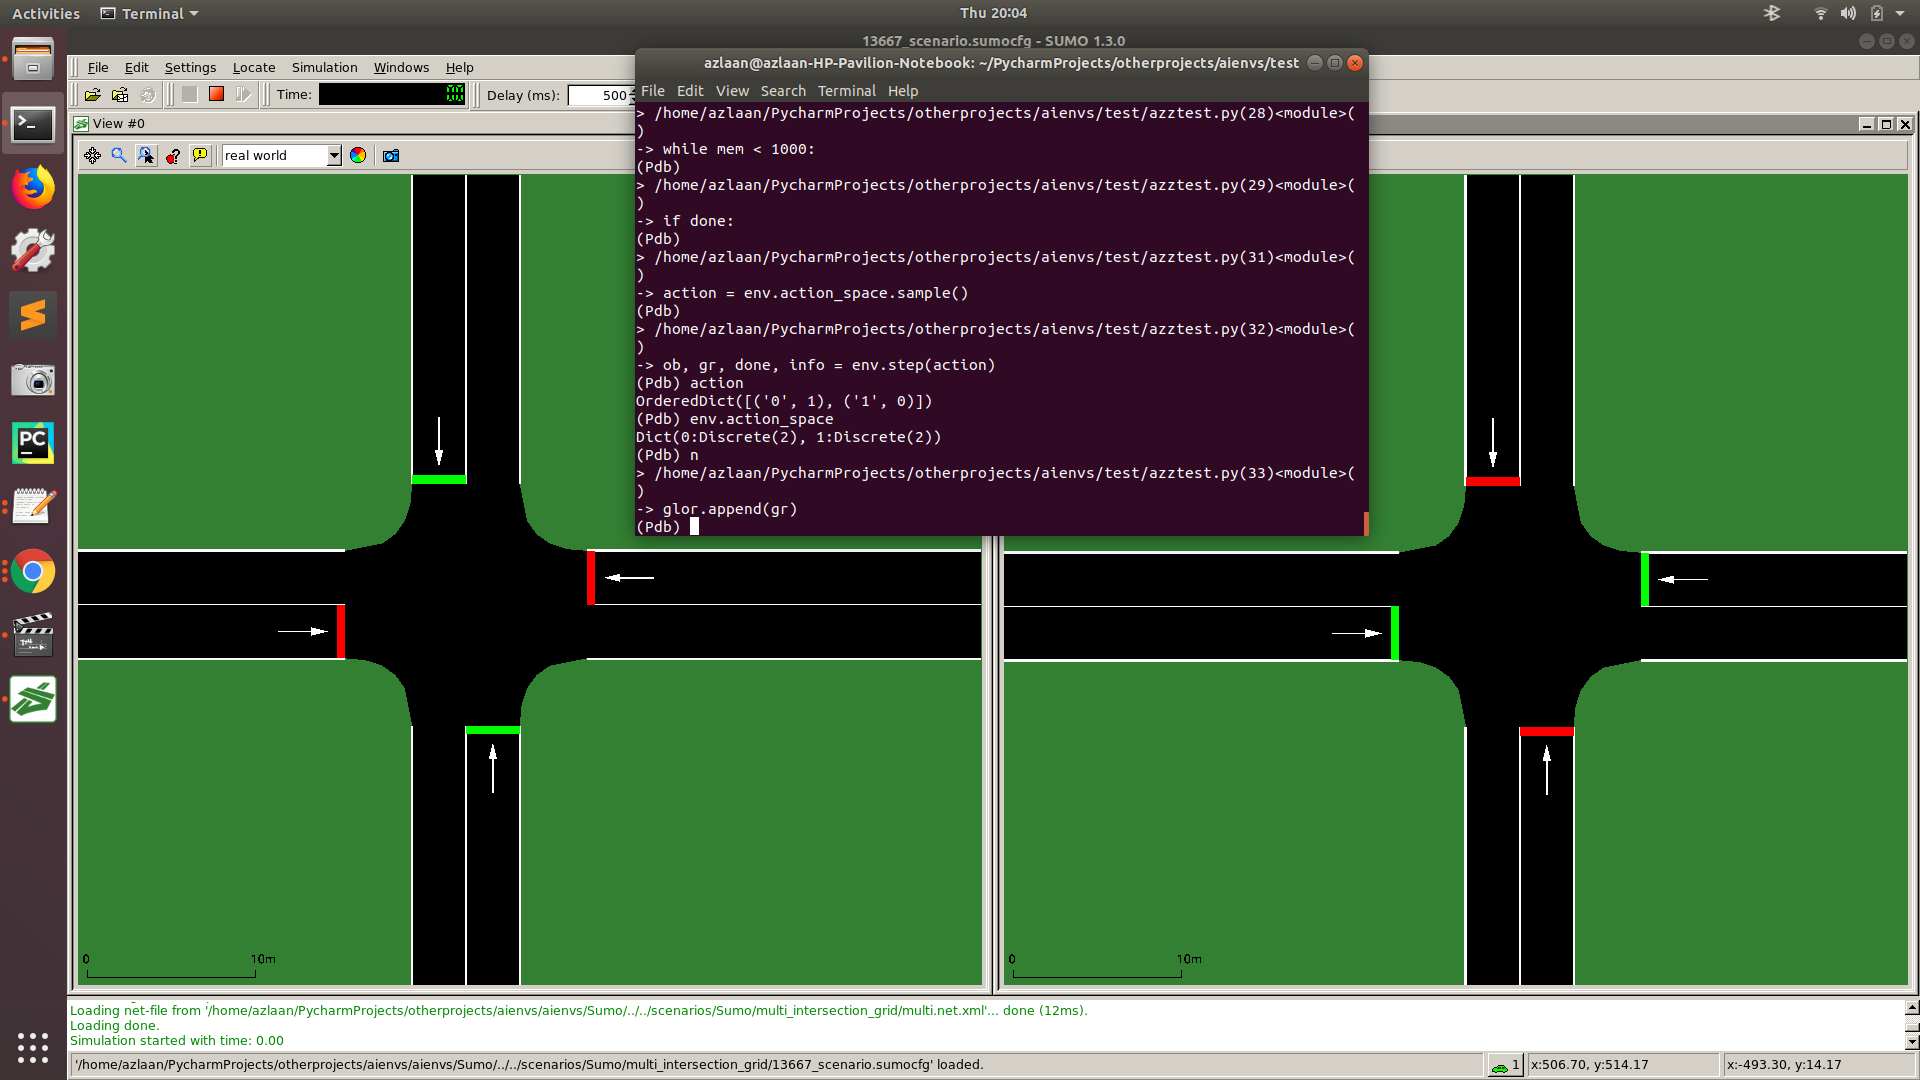 Activities
Terminal
Thu 20:04
13667_scenario.sumocfg - SUMO 1.3.0
File Edit Settings Locate Simulation Windows Help
Time:
Delay (ms): 500
View #0
real world
azlaan@azlaan-HP-Pavilion-Notebook: ~/PycharmProjects/otherprojects/aienvs/test
File Edit View Search Terminal Help
> /home/azlaan/PycharmProjects/otherprojects/aienvs/test/azztest.py(28)<module>(
)
-> while mem < 1000:
(Pdb)
> /home/azlaan/PycharmProjects/otherprojects/aienvs/test/azztest.py(29)<module>(
)
-> if done:
(Pdb)
> /home/azlaan/PycharmProjects/otherprojects/aienvs/test/azztest.py(31)<module>(
)
-> action = env.action_space.sample()
(Pdb)
> /home/azlaan/PycharmProjects/otherprojects/aienvs/test/azztest.py(32)<module>(
)
-> ob, gr, done, info = env.step(action)
(Pdb) action
OrderedDict([('0', 1), ('1', 0)])
(Pdb) env.action_space
Dict(0:Discrete(2), 1:Discrete(2))
(Pdb) n
> /home/azlaan/PycharmProjects/otherprojects/aienvs/test/azztest.py(33)<module>(
)
-> glor.append(gr)
(Pdb)
PC
0 10m
0 10m
Loading net-file from '/home/azlaan/PycharmProjects/otherprojects/aienvs/aienvs/Sumo/../../scenarios/Sumo/multi_intersection_grid/multi.net.xml'... done (12ms).
Loading done.
Simulation started with time: 0.00
'/home/azlaan/PycharmProjects/otherprojects/aienvs/aienvs/Sumo/../../scenarios/Sumo/multi_intersection_grid/13667_scenario.sumocfg' loaded.
1
x:506.70, y:514.17
x:-493.30, y:14.17